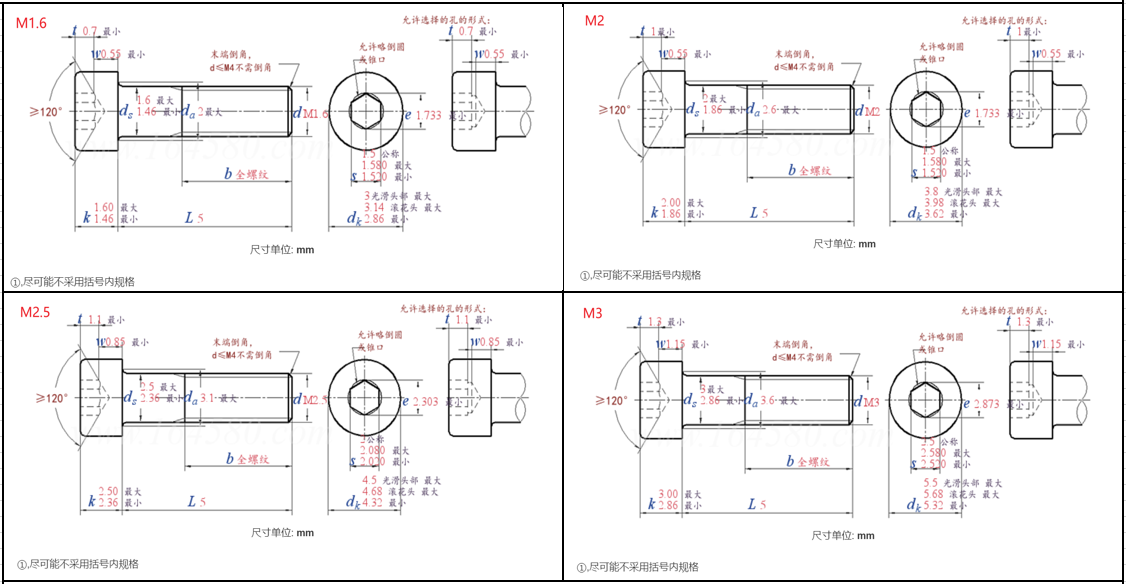 M1.6
允许选择的孔的形式:
t 0.7 最小
t 0.7 最小
w0.55 最小
末端倒角,
d≤M4不需倒角
允许略倒圆
或锥口
w0.55 最小
≥120°
ds 1.6 最大
1.46 最小
da 2最大
d M1.6
e 1.733 最小
1.5 公称
1.580 最大
s 1.520 最小
b 全螺纹
3光滑头部 最大
3.14 滚花头 最大
dk 2.86 最小
1.60 最大
k 1.46 最小
L 5
尺寸单位: mm
①,尽可能不采用括号内规格
M2
允许选择的孔的形式:
t 1最小
t 1最小
w0.55 最小
末端倒角,
d≤M4不需倒角
允许略倒圆
或锥口
w0.55 最小
≥120°
ds 2最大
1.86 最小
da 2.6 最大
d M2
e 1.733 最小
1.5 公称
1.580 最大
s 1.520 最小
b 全螺纹
3.8 光滑头部 最大
3.98 滚花头 最大
dk 3.62 最小
2.00 最大
k 1.86 最小
L 5
尺寸单位: mm
①,尽可能不采用括号内规格
M2.5
允许选择的孔的形式:
t 1.1 最小
t 1.1 最小
w0.85 最小
末端倒角,
d≤M4不需倒角
允许略倒圆
或锥口
w0.85 最小
≥120°
ds 2.5 最大
2.36 最小
da 3.1 最大
d M2.5
e 2.303 最小
2公称
2.080 最大
s 2.020 最小
b 全螺纹
4.5 光滑头部 最大
4.68 滚花头 最大
dk 4.32 最小
2.50 最大
k 2.36 最小
L 5
尺寸单位: mm
①,尽可能不采用括号内规格
M3
允许选择的孔的形式:
t 1.3 最小
t 1.3 最小
w1.15 最小
末端倒角,
d≤M4不需倒角
允许略倒圆
或锥口
w1.15 最小
≥120°
ds 3最大
2.86 最小
da 3.6 最大
d M3
e 2.873 最小
2.5 公称
2.580 最大
s 2.520 最小
b 全螺纹
5.5 光滑头部 最大
5.68 滚花头 最大
dk 5.32 最小
3.00 最大
k 2.86 最小
L 5
尺寸单位: mm
①,尽可能不采用括号内规格